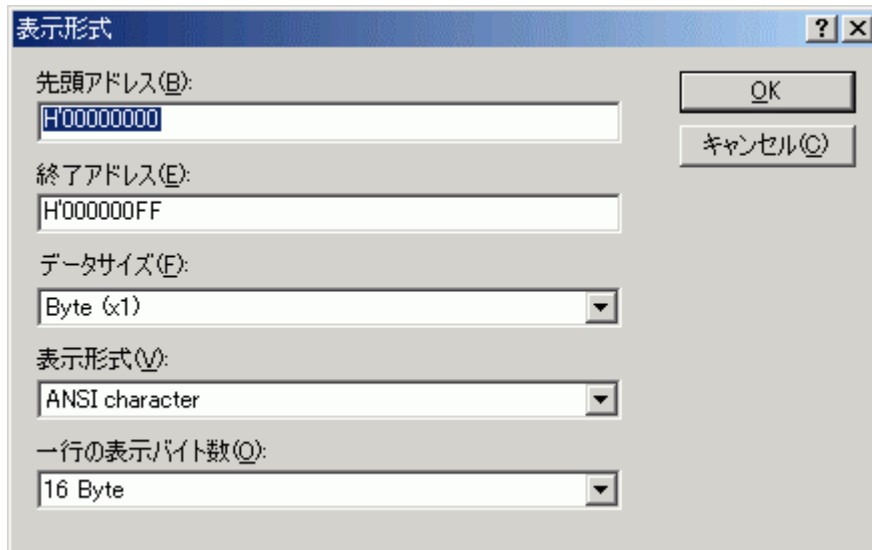 表示形式
先頭アドレス(B):
H'00000000
OK
キャンセル(C)
終了アドレス(E):
H'000000FF
データサイズ(F):
Byte (x1)
表示形式(V):
ANSI character
一行の表示バイト数(O):
16 Byte